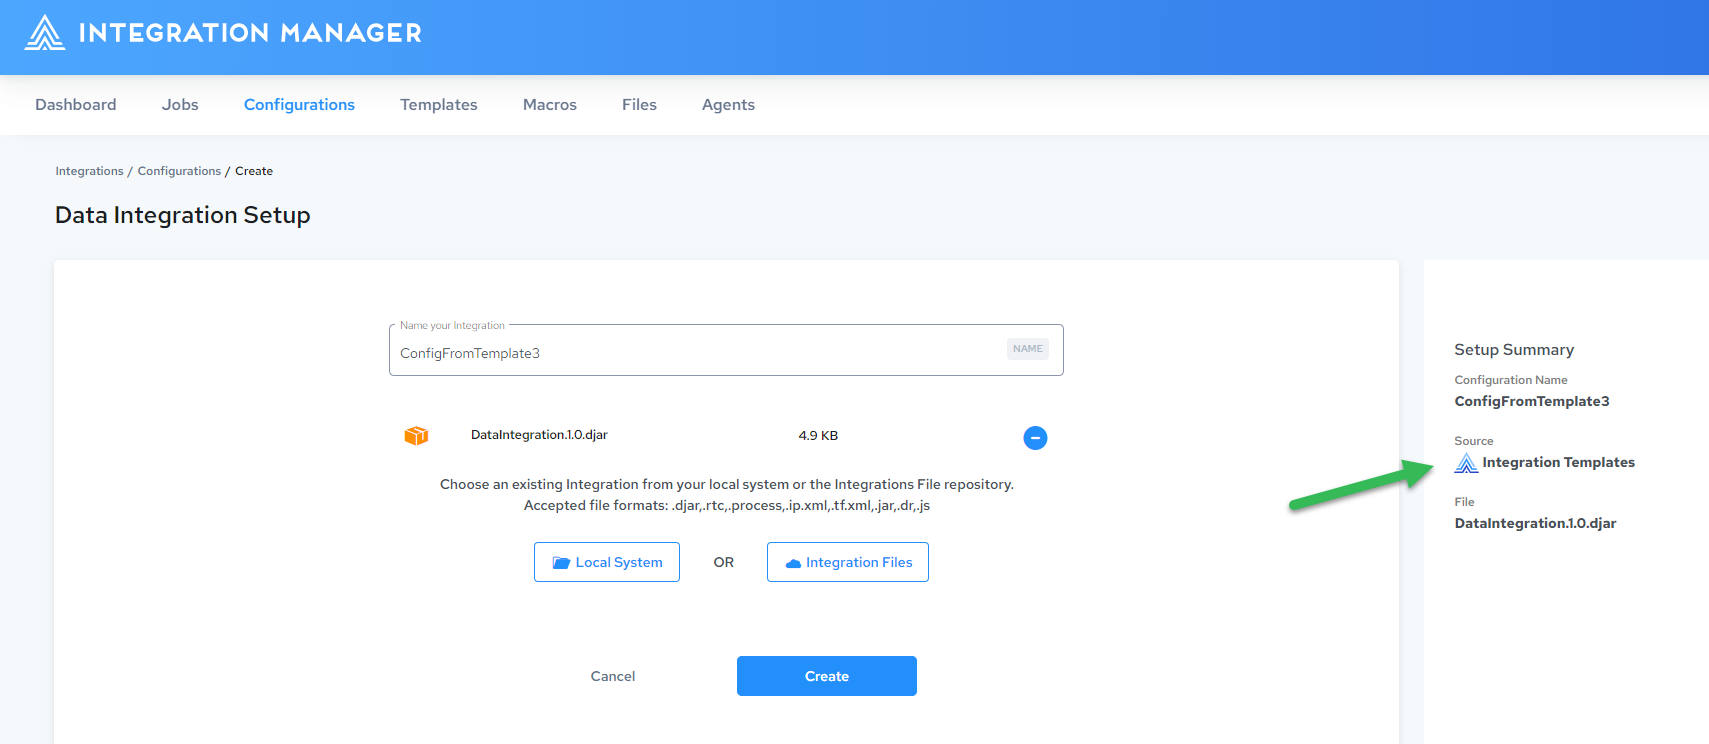 INTEGRATION MANAGER
Dashboard Jobs Configurations Templates Macros Files Agents
Integrations / Configurations / Create
Data Integration Setup
Name your Integration
ConfigFromTemplate3 NAME
DataIntegration.1.0.djar 4.9 KB
Choose an existing Integration from your local system or the Integrations File repository.
Accepted file formats: .djar,.rtc,.process,.ip.xml,.tf.xml,.jar,.dr,.js
Local System OR Integration Files
Cancel Create
Setup Summary
Configuration Name
ConfigFromTemplate3
Source
Integration Templates
File
DataIntegration.1.0.djar